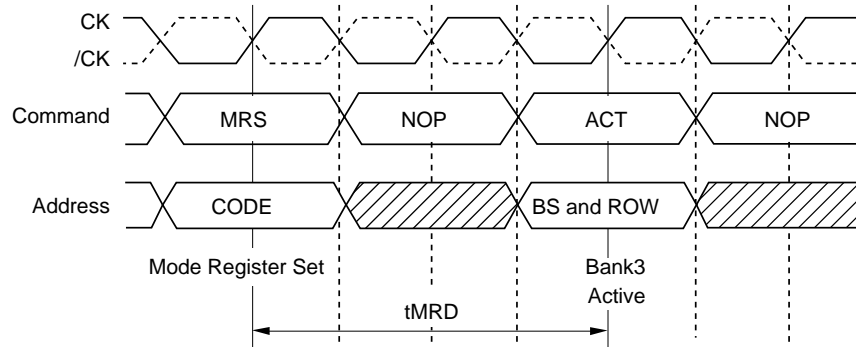 CK
/CK
Command MRS NOP ACT NOP
Address CODE BS and ROW
Mode Register Set Bank3
Active
tMRD